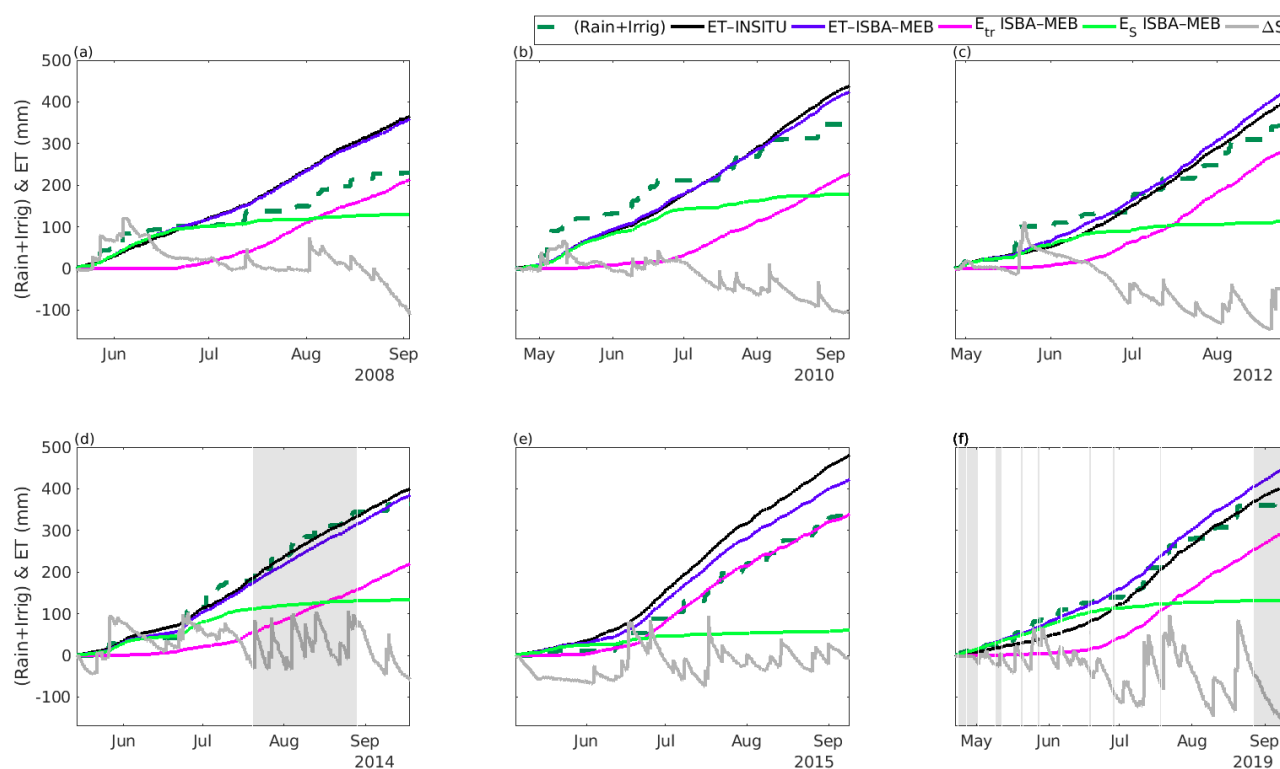 (Rain+Irrig) ET−INSITU ET−ISBA−MEB E_tr ISBA−MEB E_S ISBA−MEB ΔS
(a) (b) (c)
500
400
300
200
100
0
-100
(Rain+Irrig) & ET (mm)
Jun Jul Aug Sep
2008
May Jun Jul Aug Sep
2010
May Jun Jul Aug
2012
(d) (e) (f)
500
400
300
200
100
0
-100
(Rain+Irrig) & ET (mm)
Jun Jul Aug Sep
2014
Jun Jul Aug Sep
2015
May Jun Jul Aug Sep
2019